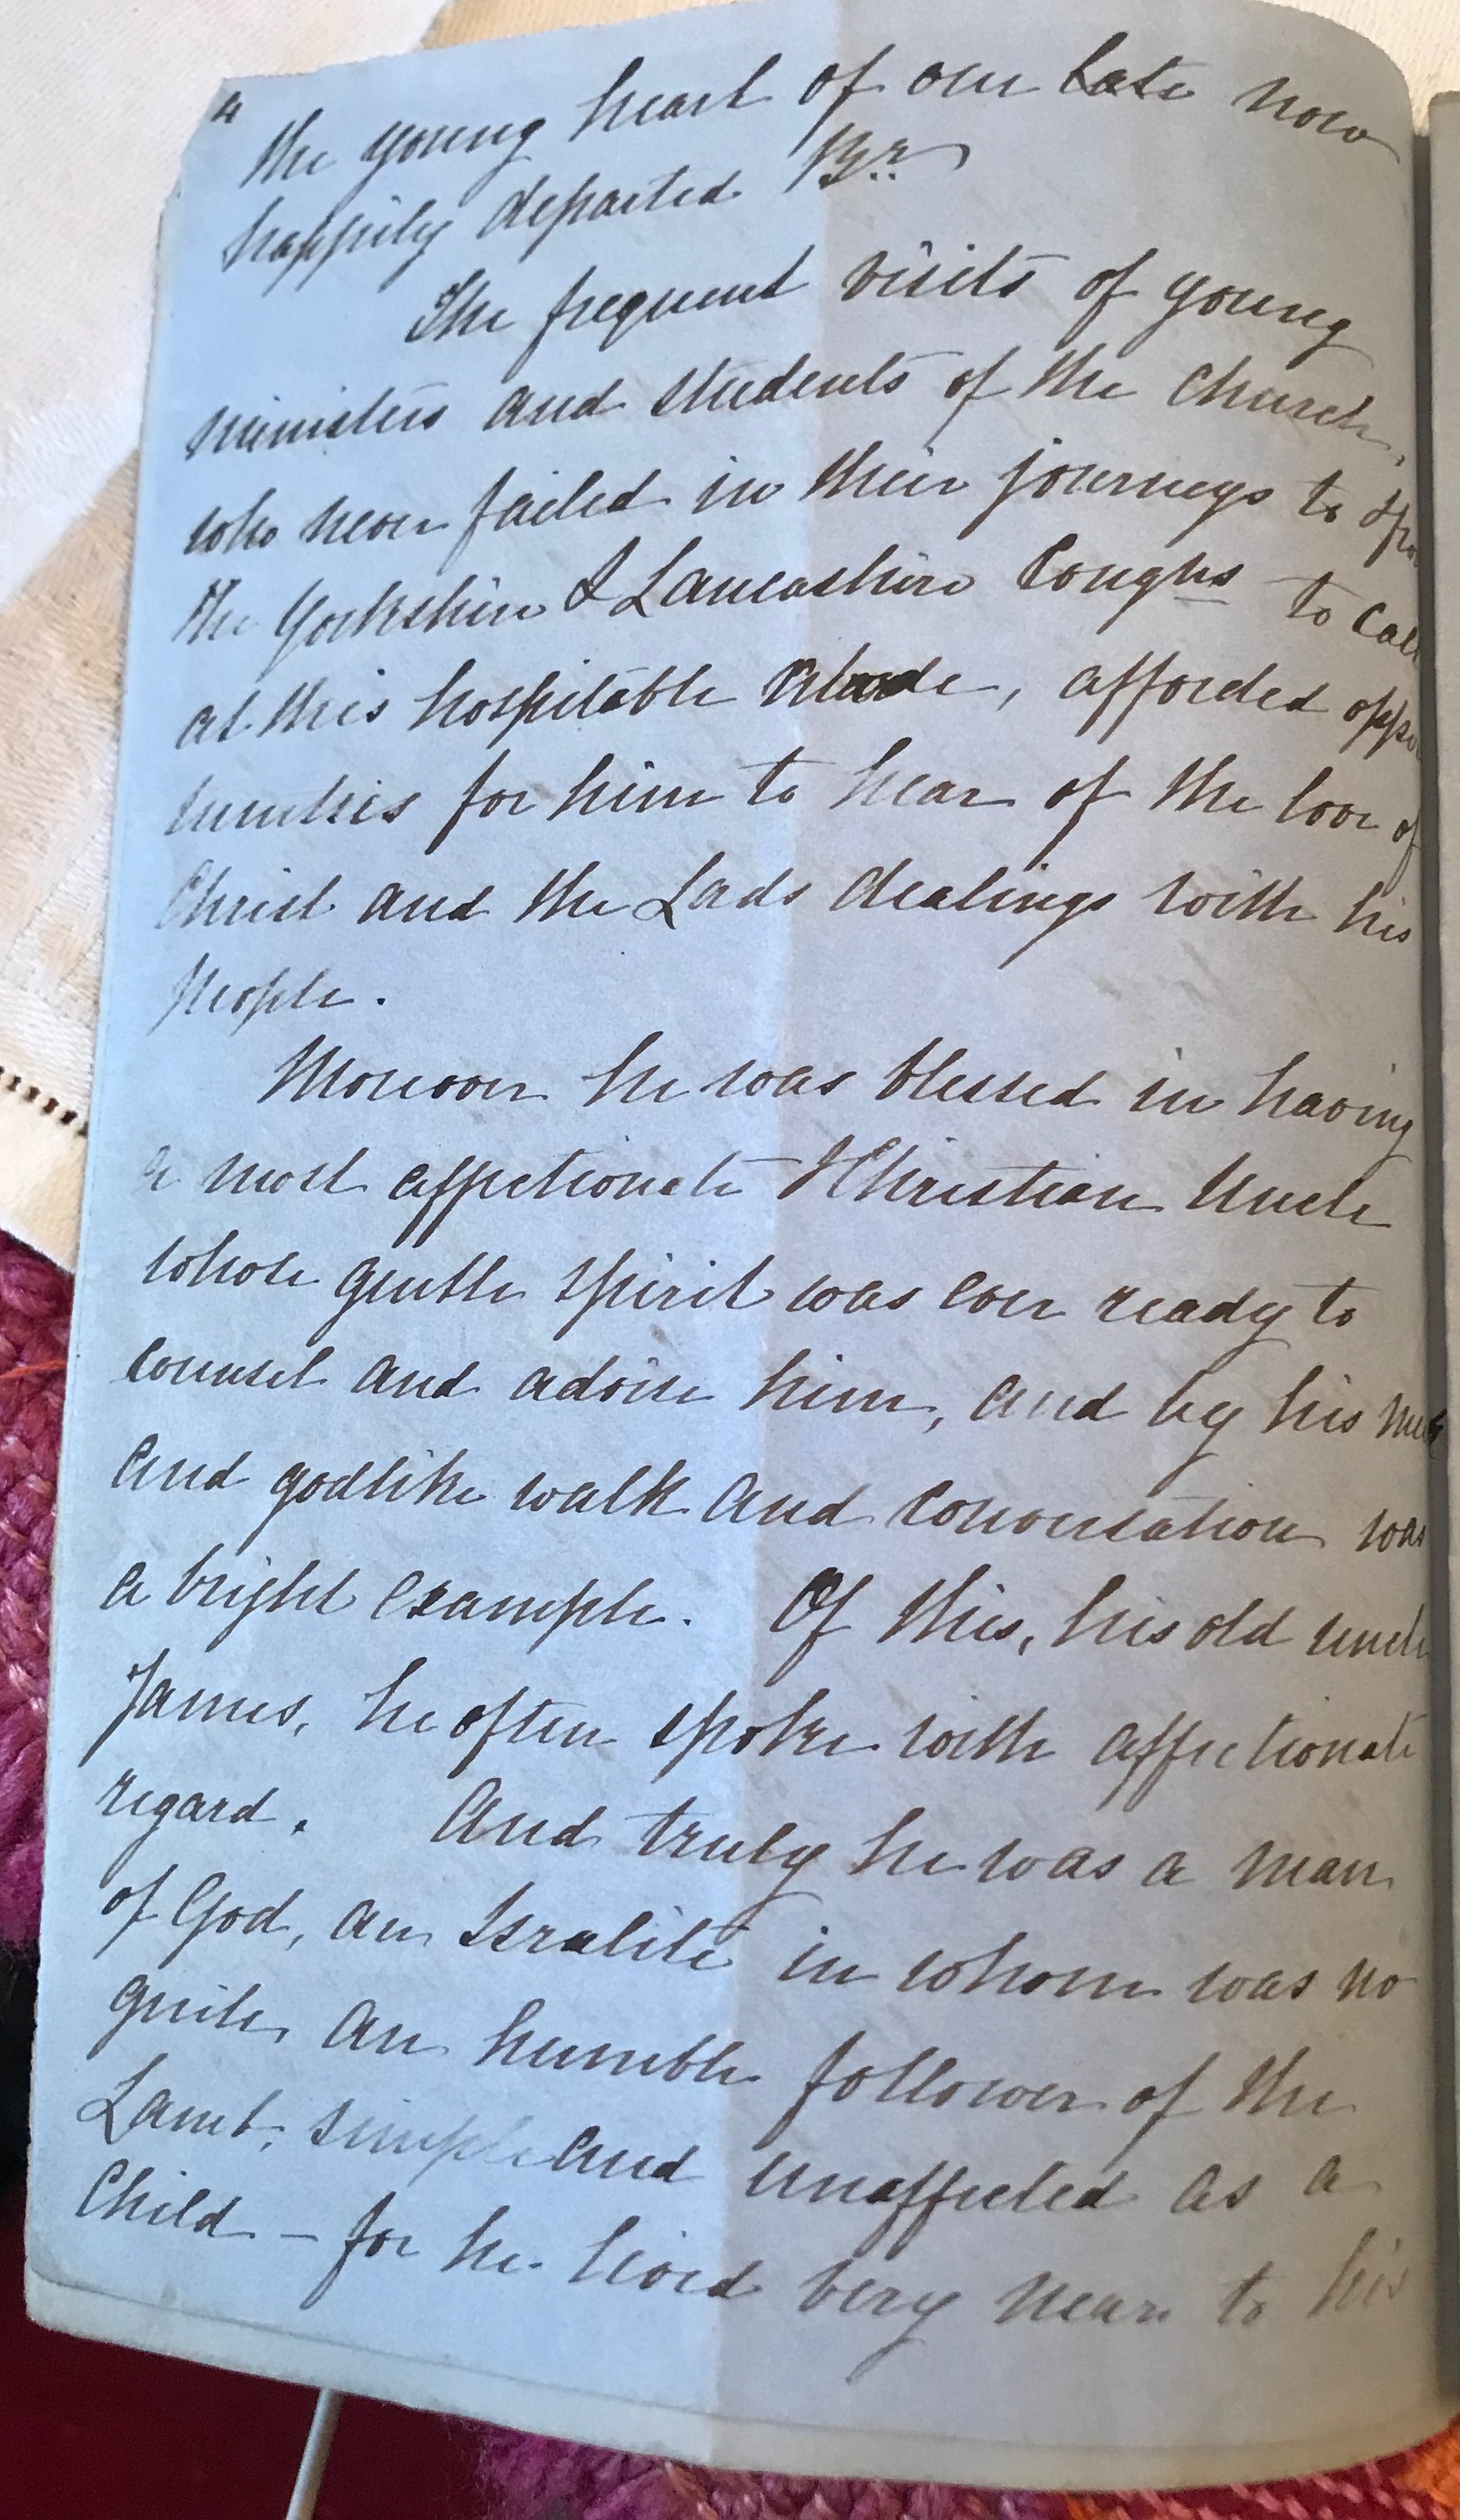 4
the young heart of our late now
happily departed Br.
The frequent visits of young
ministers and students of the Church,
who never failed in their journeys to
the Yorkshire & Lancashire Congns to call
at this hospitable abode, afforded oppor
tunities for him to hear of the love of
Christ and the Lords dealings with his
People.
Moreover he was blessed in having
a most affectionate & Christian Uncle
whose gentle spirit was ever ready to
counsel and advise him, and by his meek
and godlike walk and conversation was
a bright example. Of this, his old uncle
James, he often spoke with affectionate
regard. And truly he was a man
of God, an Isralite in whom was no
guile, an humble follower of the
Lamb; simple and unaffected as a
Child - for he lived very near to his